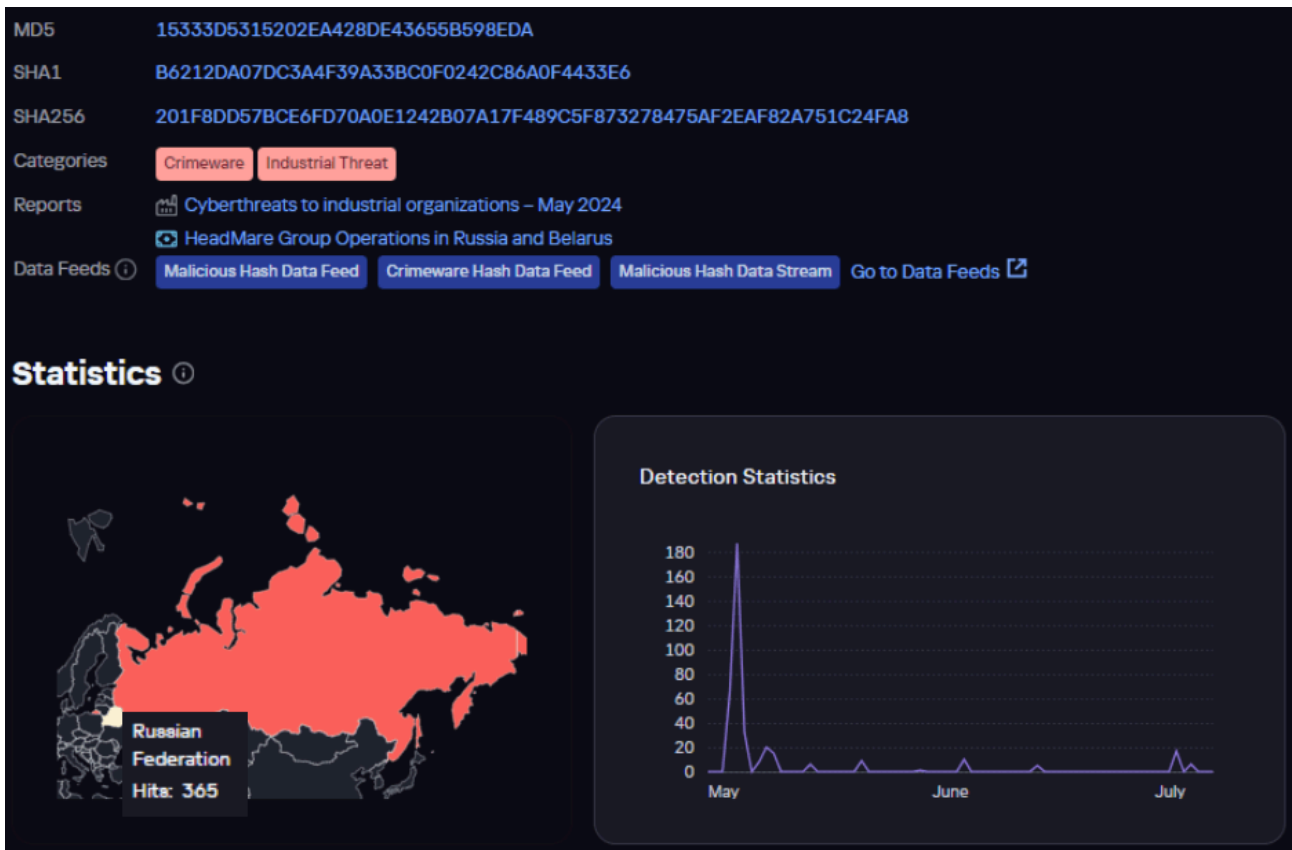 MD5 15333D5315202EA428DE43655B598EDA
SHA1 B6212DA07DC3A4F39A33BC0F0242C86A0F4433E6
SHA256 201F8DD57BCE6FD70A0E1242B07A17F489C5F873278475AF2EAF82A751C24FA8
Categories Crimeware Industrial Threat
Reports Cyberthreats to industrial organizations – May 2024
HeadMare Group Operations in Russia and Belarus
Data Feeds Malicious Hash Data Feed Crimeware Hash Data Feed Malicious Hash Data Stream Go to Data Feeds
Statistics
Russian
Federation
Hits: 365
Detection Statistics
180
160
140
120
100
80
60
40
20
0
May June July